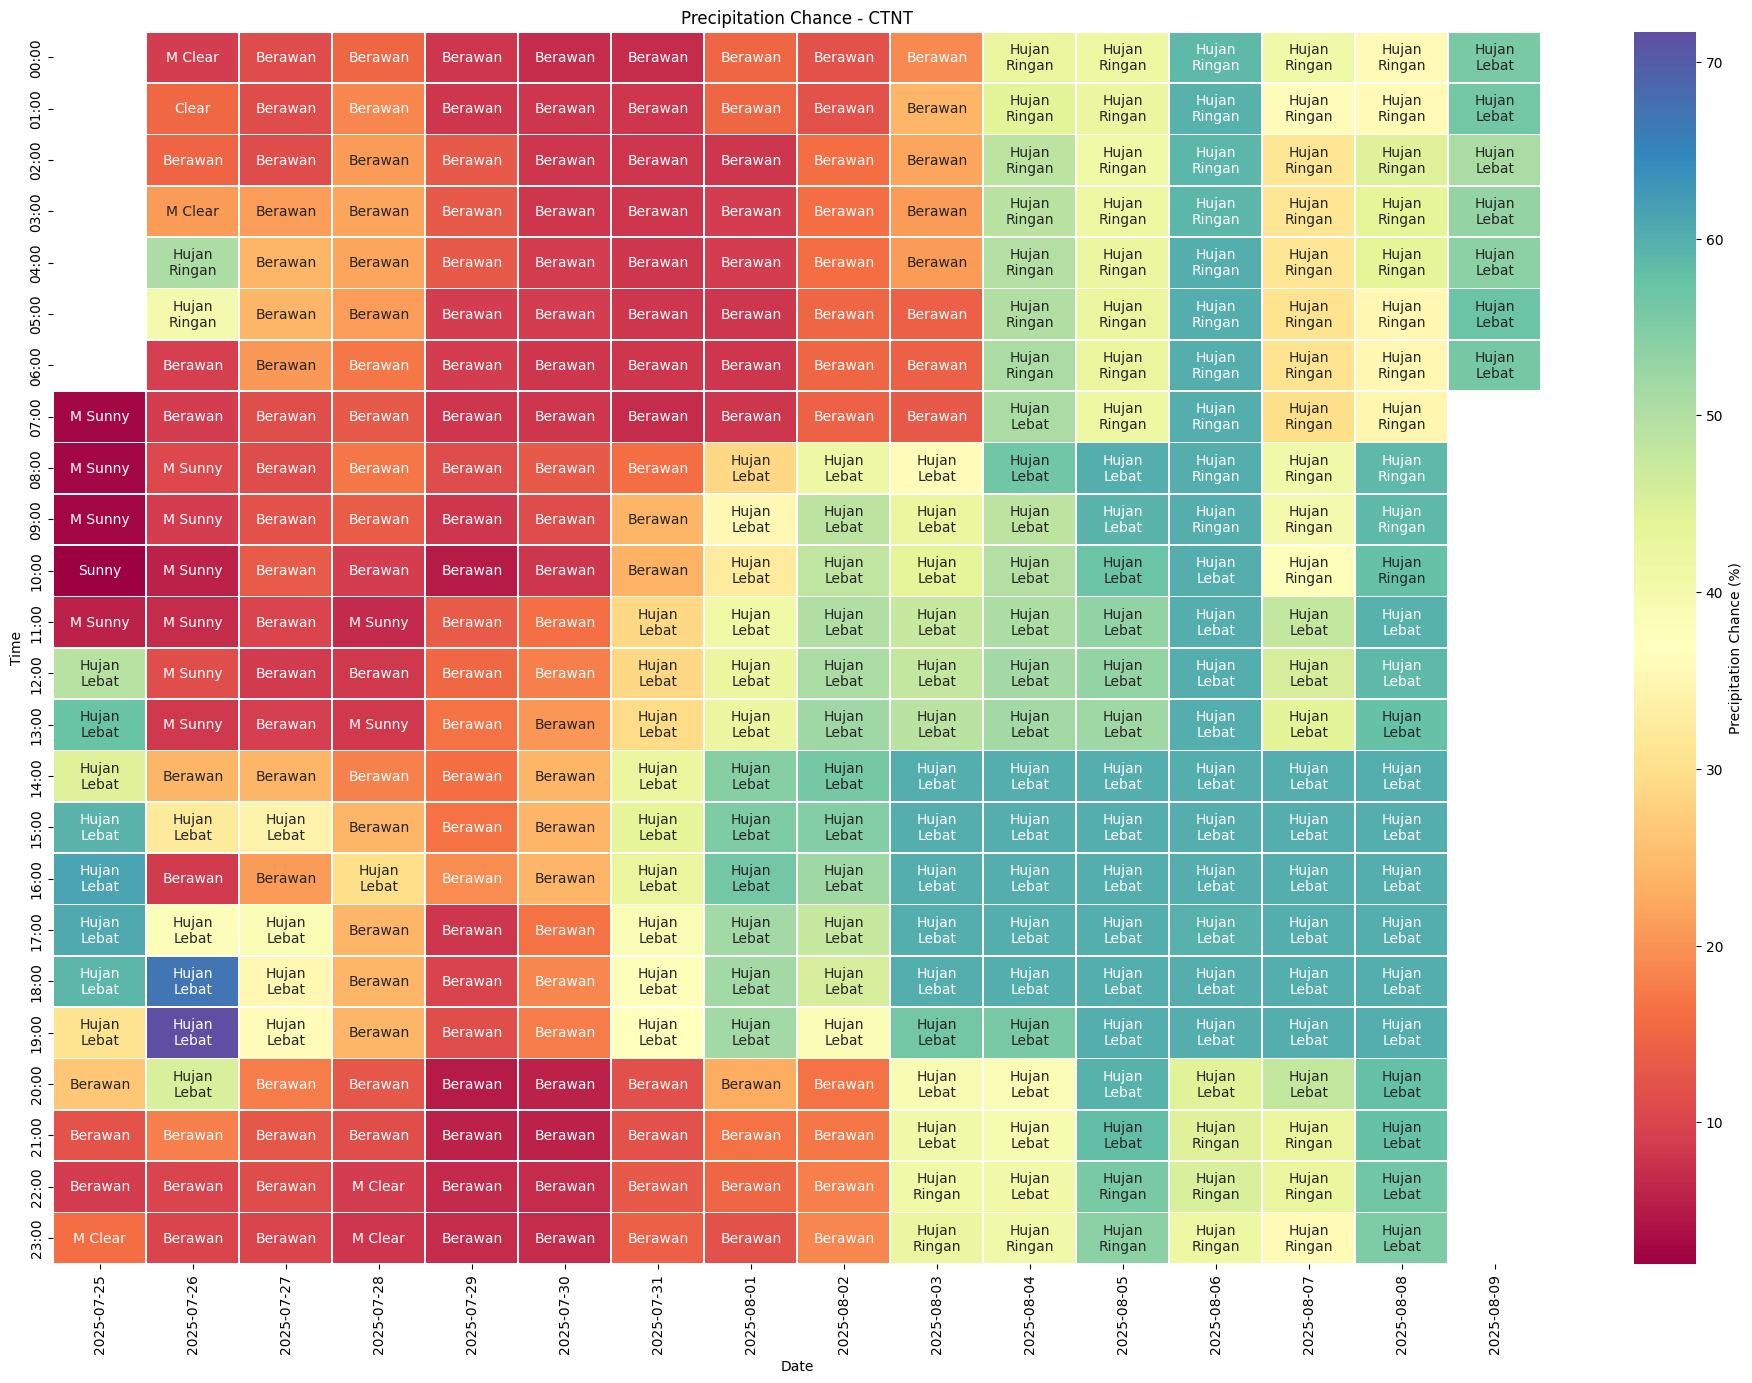 Precipitation Chance - CTNT
00:00 M Clear Berawan Berawan Berawan Berawan Berawan Berawan Berawan Berawan Hujan Ringan Hujan Ringan Hujan Ringan Hujan Ringan Hujan Ringan Hujan Lebat
01:00 Clear Berawan Berawan Berawan Berawan Berawan Berawan Berawan Berawan Hujan Ringan Hujan Ringan Hujan Ringan Hujan Ringan Hujan Ringan Hujan Lebat
02:00 Berawan Berawan Berawan Berawan Berawan Berawan Berawan Berawan Berawan Hujan Ringan Hujan Ringan Hujan Ringan Hujan Ringan Hujan Ringan Hujan Lebat
03:00 M Clear Berawan Berawan Berawan Berawan Berawan Berawan Berawan Berawan Hujan Ringan Hujan Ringan Hujan Ringan Hujan Ringan Hujan Ringan Hujan Lebat
04:00 Hujan Ringan Berawan Berawan Berawan Berawan Berawan Berawan Berawan Berawan Hujan Ringan Hujan Ringan Hujan Ringan Hujan Ringan Hujan Ringan Hujan Lebat
05:00 Hujan Ringan Berawan Berawan Berawan Berawan Berawan Berawan Berawan Berawan Hujan Ringan Hujan Ringan Hujan Ringan Hujan Ringan Hujan Ringan Hujan Lebat
06:00 Berawan Berawan Berawan Berawan Berawan Berawan Berawan Berawan Berawan Hujan Ringan Hujan Ringan Hujan Ringan Hujan Ringan Hujan Ringan Hujan Lebat
07:00 M Sunny Berawan Berawan Berawan Berawan Berawan Berawan Berawan Berawan Berawan Hujan Lebat Hujan Ringan Hujan Ringan Hujan Ringan Hujan Ringan
08:00 M Sunny M Sunny Berawan Berawan Berawan Berawan Berawan Hujan Lebat Hujan Lebat Hujan Lebat Hujan Lebat Hujan Lebat Hujan Ringan Hujan Ringan Hujan Ringan
09:00 M Sunny M Sunny Berawan Berawan Berawan Berawan Berawan Hujan Lebat Hujan Lebat Hujan Lebat Hujan Lebat Hujan Lebat Hujan Ringan Hujan Ringan Hujan Ringan
10:00 Sunny M Sunny Berawan Berawan Berawan Berawan Berawan Hujan Lebat Hujan Lebat Hujan Lebat Hujan Lebat Hujan Lebat Hujan Lebat Hujan Ringan Hujan Ringan
11:00 M Sunny M Sunny Berawan M Sunny Berawan Berawan Hujan Lebat Hujan Lebat Hujan Lebat Hujan Lebat Hujan Lebat Hujan Lebat Hujan Lebat Hujan Lebat Hujan Lebat
12:00 Hujan Lebat M Sunny Berawan Berawan Berawan Berawan Hujan Lebat Hujan Lebat Hujan Lebat Hujan Lebat Hujan Lebat Hujan Lebat Hujan Lebat Hujan Lebat Hujan Lebat
13:00 Hujan Lebat M Sunny Berawan M Sunny Berawan Berawan Hujan Lebat Hujan Lebat Hujan Lebat Hujan Lebat Hujan Lebat Hujan Lebat Hujan Lebat Hujan Lebat Hujan Lebat
14:00 Hujan Lebat Berawan Berawan Berawan Berawan Berawan Hujan Lebat Hujan Lebat Hujan Lebat Hujan Lebat Hujan Lebat Hujan Lebat Hujan Lebat Hujan Lebat Hujan Lebat
15:00 Hujan Lebat Hujan Lebat Hujan Lebat Berawan Berawan Berawan Hujan Lebat Hujan Lebat Hujan Lebat Hujan Lebat Hujan Lebat Hujan Lebat Hujan Lebat Hujan Lebat Hujan Lebat
16:00 Hujan Lebat Berawan Berawan Hujan Lebat Berawan Berawan Hujan Lebat Hujan Lebat Hujan Lebat Hujan Lebat Hujan Lebat Hujan Lebat Hujan Lebat Hujan Lebat Hujan Lebat
17:00 Hujan Lebat Hujan Lebat Hujan Lebat Berawan Berawan Berawan Hujan Lebat Hujan Lebat Hujan Lebat Hujan Lebat Hujan Lebat Hujan Lebat Hujan Lebat Hujan Lebat Hujan Lebat
18:00 Hujan Lebat Hujan Lebat Hujan Lebat Berawan Berawan Berawan Hujan Lebat Hujan Lebat Hujan Lebat Hujan Lebat Hujan Lebat Hujan Lebat Hujan Lebat Hujan Lebat Hujan Lebat
19:00 Hujan Lebat Hujan Lebat Hujan Lebat Berawan Berawan Berawan Hujan Lebat Hujan Lebat Hujan Lebat Hujan Lebat Hujan Lebat Hujan Lebat Hujan Lebat Hujan Lebat Hujan Lebat
20:00 Berawan Hujan Lebat Berawan Berawan Berawan Berawan Berawan Berawan Berawan Hujan Lebat Hujan Lebat Hujan Lebat Hujan Lebat Hujan Lebat Hujan Lebat
21:00 Berawan Berawan Berawan Berawan Berawan Berawan Berawan Berawan Berawan Hujan Lebat Hujan Lebat Hujan Lebat Hujan Ringan Hujan Ringan Hujan Lebat
22:00 Berawan Berawan Berawan M Clear Berawan Berawan Berawan Berawan Berawan Hujan Ringan Hujan Lebat Hujan Ringan Hujan Ringan Hujan Ringan Hujan Lebat
23:00 M Clear Berawan Berawan M Clear Berawan Berawan Berawan Berawan Berawan Hujan Ringan Hujan Ringan Hujan Ringan Hujan Ringan Hujan Ringan Hujan Lebat
Time
2025-07-25 2025-07-26 2025-07-27 2025-07-28 2025-07-29 2025-07-30 2025-07-31 2025-08-01 2025-08-02 2025-08-03 2025-08-04 2025-08-05 2025-08-06 2025-08-07 2025-08-08 2025-08-09
Date
70
60
50
40
30
20
10
Precipitation Chance (%)